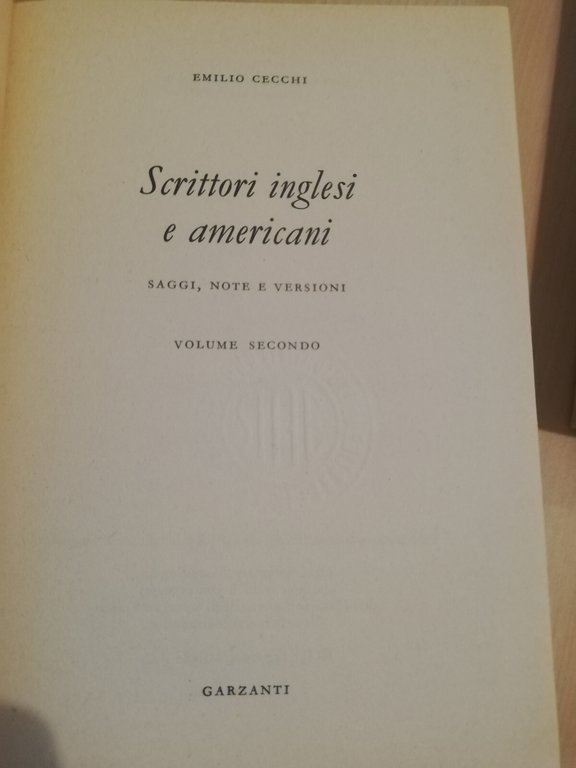 EMILIO CECCHI
Scrittori inglesi
e americani
SAGGI, NOTE E VERSIONI
VOLUME SECONDO
GARZANTI